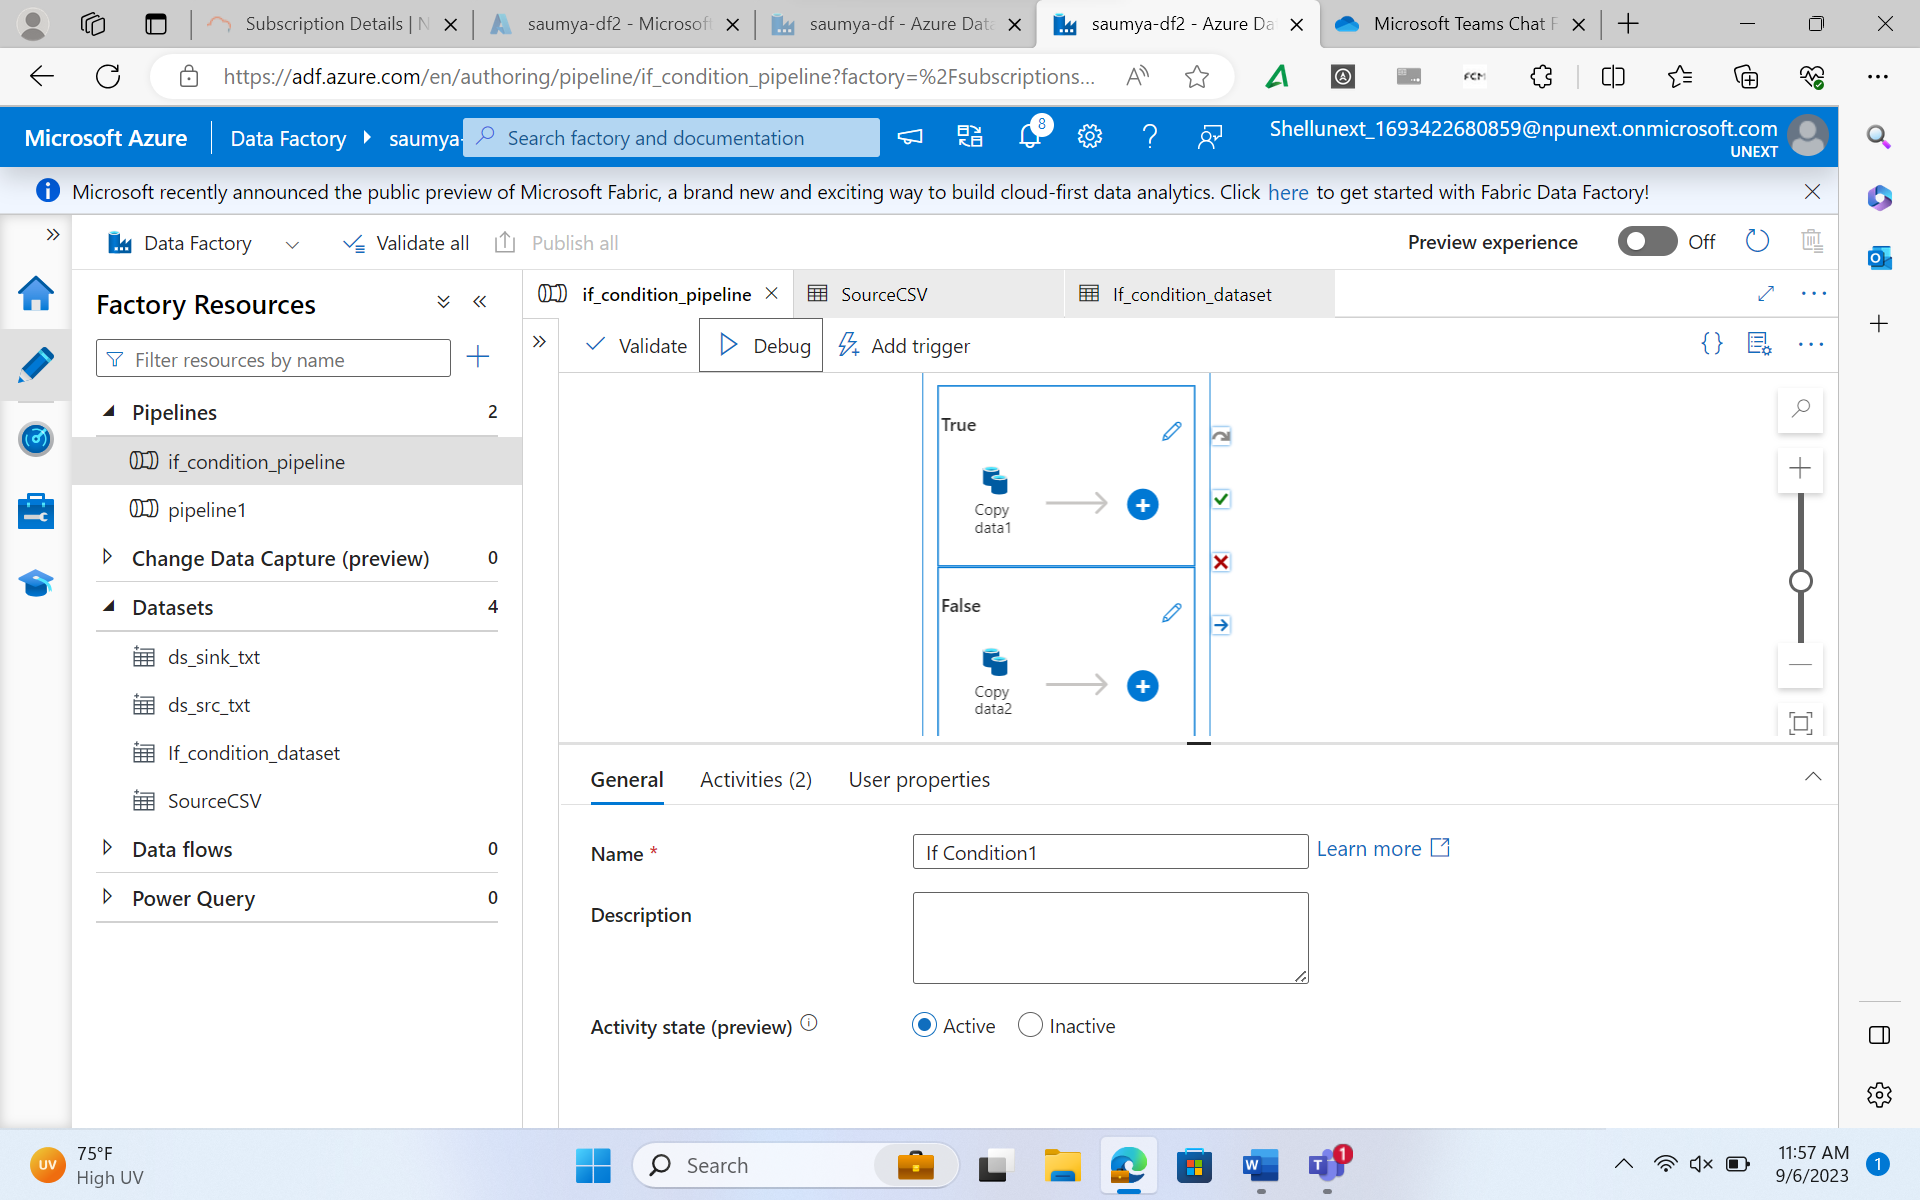 Subscription Details | N
saumya-df2 - Microsoft
saumya-df - Azure Data
saumya-df2 - Azure Da
Microsoft Teams Chat F
https://adf.azure.com/en/authoring/pipeline/if_condition_pipeline?factory=%2Fsubscriptions...
FCM
Microsoft Azure
Data Factory
saumya-
Search factory and documentation
8
Shellunext_1693422680859@npunext.onmicrosoft.com
UNEXT
Microsoft recently announced the public preview of Microsoft Fabric, a brand new and exciting way to build cloud-first data analytics. Click here to get started with Fabric Data Factory!
Data Factory
Validate all
Publish all
Preview experience
Off
Factory Resources
Filter resources by name
Pipelines 2
if_condition_pipeline
pipeline1
Change Data Capture (preview) 0
Datasets 4
ds_sink_txt
ds_src_txt
If_condition_dataset
SourceCSV
Data flows 0
Power Query 0
if_condition_pipeline
SourceCSV
If_condition_dataset
Validate
Debug
Add trigger
True
Copy
data1
False
Copy
data2
General
Activities (2)
User properties
Name *
If Condition1
Learn more
Description
Activity state (preview)
Active
Inactive
UV
75°F
High UV
Search
1
11:57 AM
9/6/2023
1